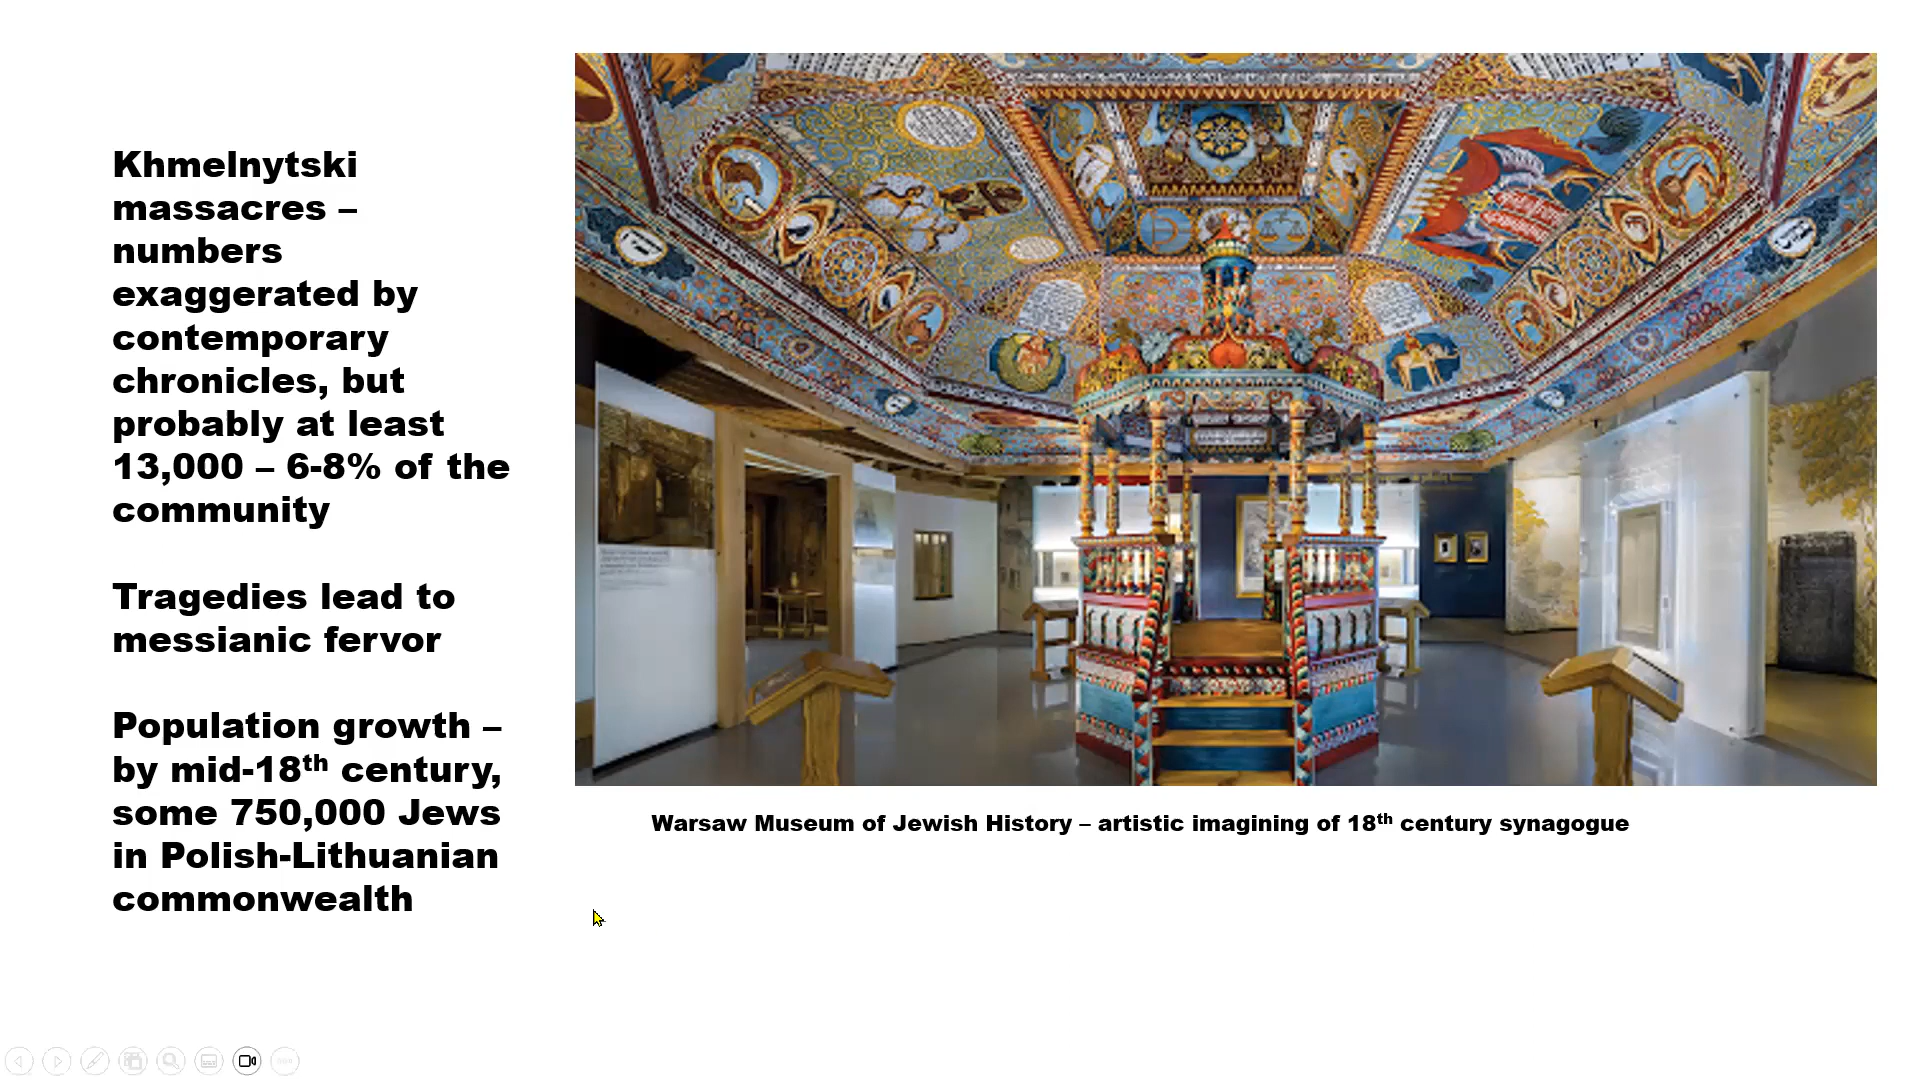 Khmelnytski
massacres –
numbers
exaggerated by
contemporary
chronicles, but
probably at least
13,000 – 6-8% of the
community
Tragedies lead to
messianic fervor
Population growth –
by mid-18th century,
some 750,000 Jews
in Polish-Lithuanian
commonwealth
Warsaw Museum of Jewish History – artistic imagining of 18th century synagogue